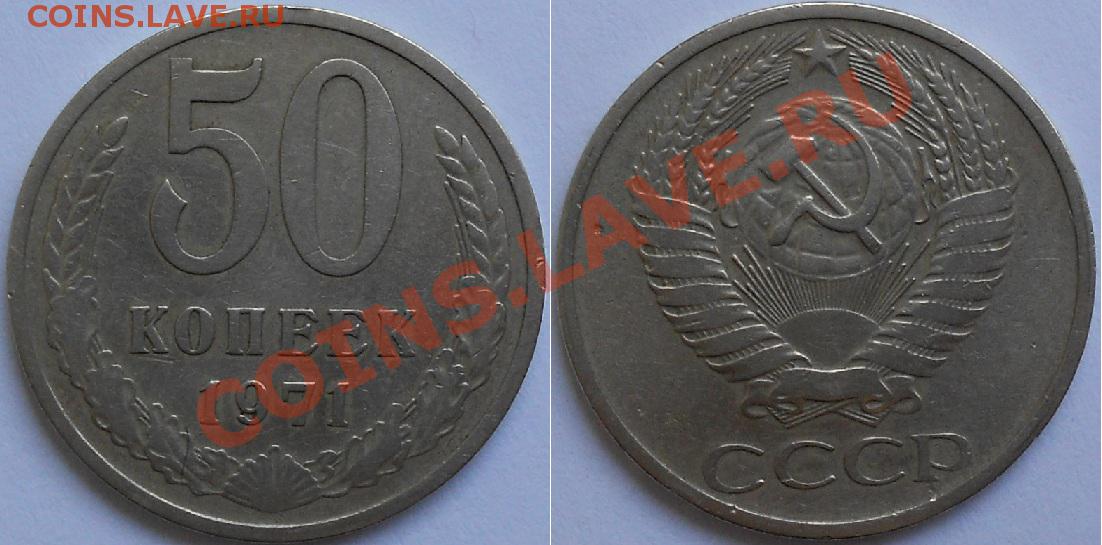 COINS.LAVE.RU
50
КОПЕЕК
1971
COINS.LAVE.RU
СССР